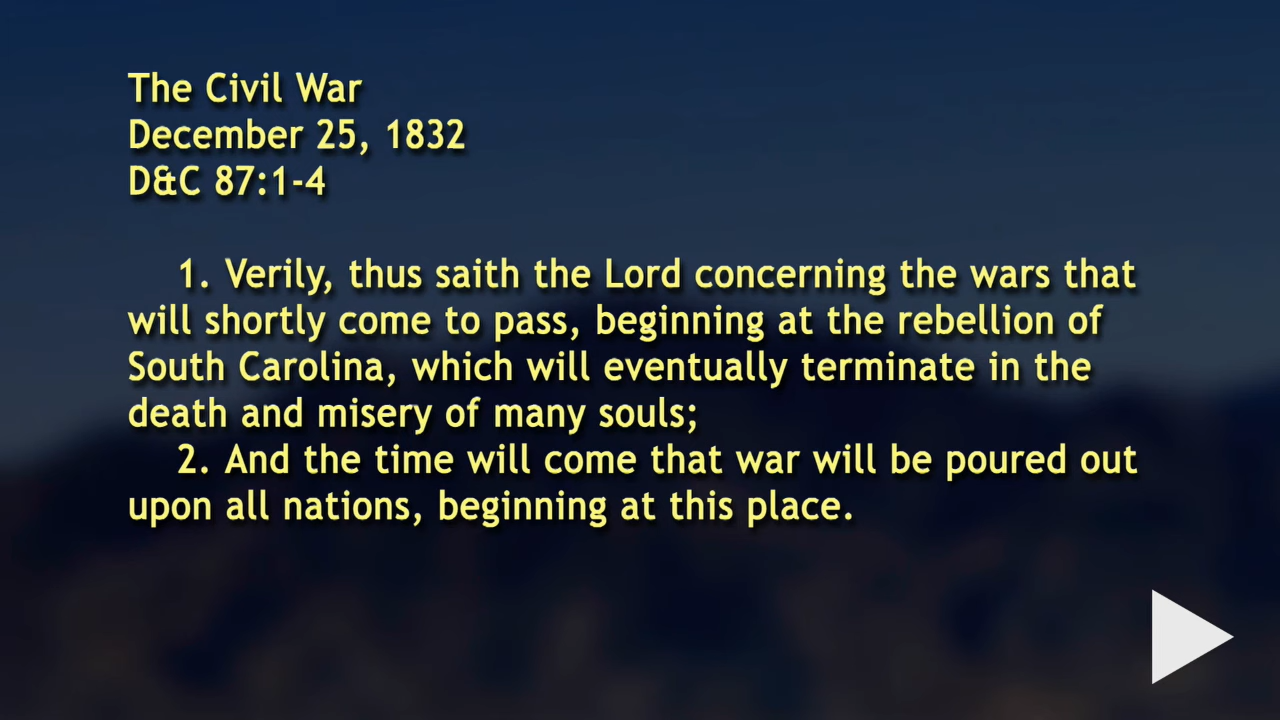 The Civil War
December 25, 1832
D&C 87:1-4
1. Verily, thus saith the Lord concerning the wars that
will shortly come to pass, beginning at the rebellion of
South Carolina, which will eventually terminate in the
death and misery of many souls;
2. And the time will come that war will be poured out
upon all nations, beginning at this place.